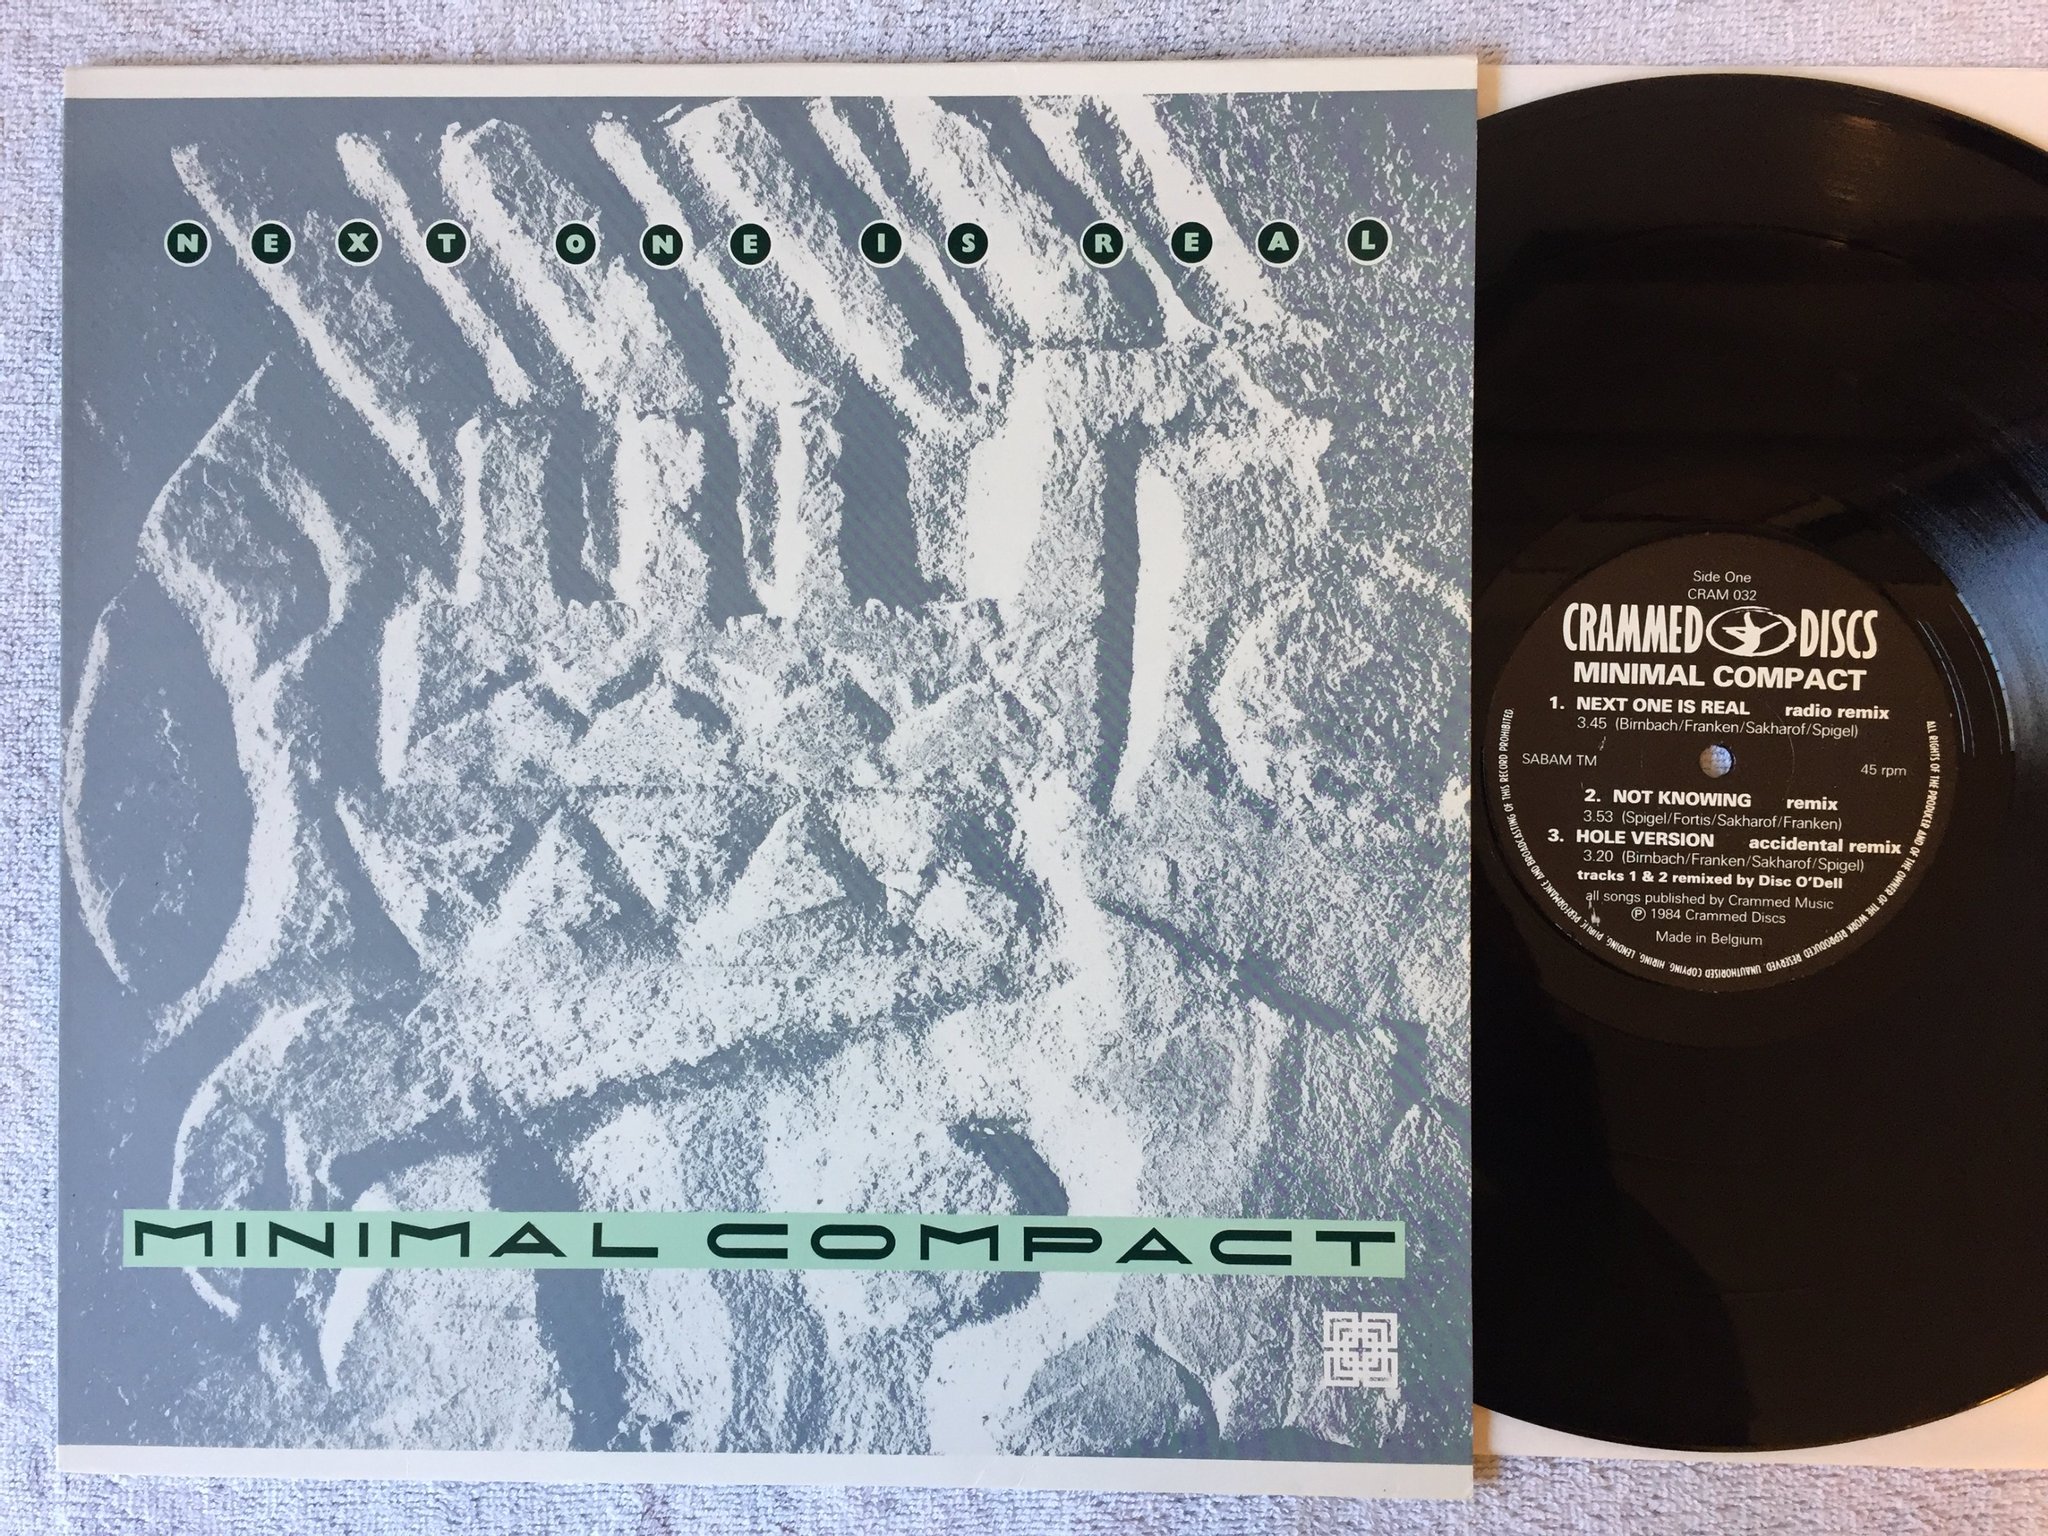 NEXT ONE IS REAL
MINIMAL COMPACT
Side One
CRAM 032
CRAMMED DISCS
MINIMAL COMPACT
1. NEXT ONE IS REAL radio remix
3.45 (Birnbach/Franken/Sakharof/Spigel)
SABAM TM
45 rpm
2. NOT KNOWING remix
3.53 (Spigel/Fortis/Sakharof/Franken)
3. HOLE VERSION accidental remix
3.20 (Birnbach/Franken/Sakharof/Spigel)
tracks 1 & 2 remixed by Disc O'Dell
all songs published by Crammed Music
℗ 1984 Crammed Discs
Made in Belgium
ALL RIGHTS OF THE PRODUCER AND OF THE OWNER OF THE WORK REPRODUCED RESERVED. UNAUTHORISED COPYING, HIRING, LENDING, PUBLIC PERFORMANCE AND BROADCASTING OF THIS RECORD PROHIBITED.